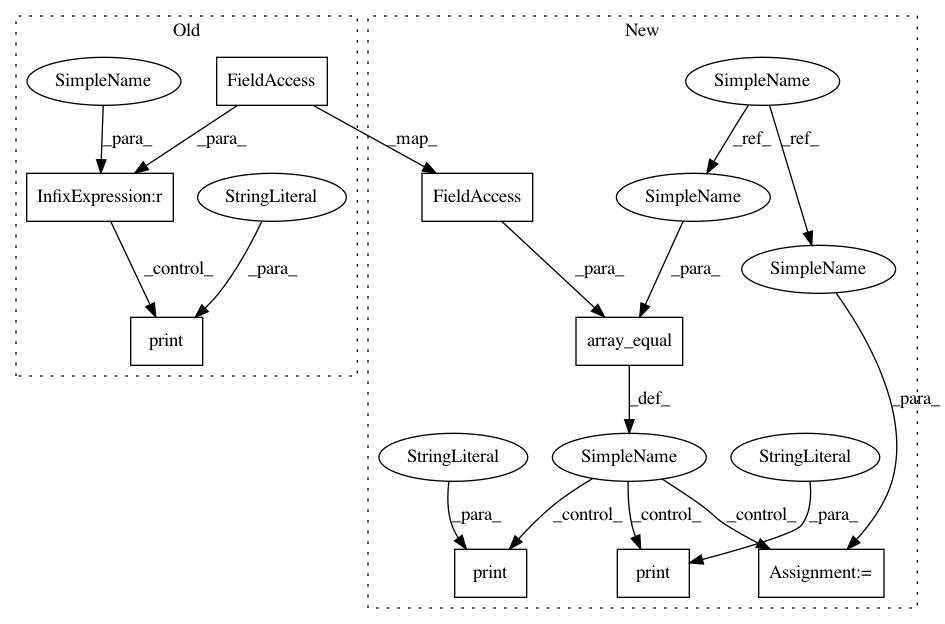 Old
New
SimpleName
FieldAccess
SimpleName
_para_
_para_
_map_
_ref_
_ref_
InfixExpression:r
StringLiteral
FieldAccess
SimpleName
SimpleName
_control_
_para_
_para_
_para_
print
array_equal
_def_
_para_
StringLiteral
SimpleName
StringLiteral
_para_
_control_
_control_
_control_
_para_
print
print
Assignment:=